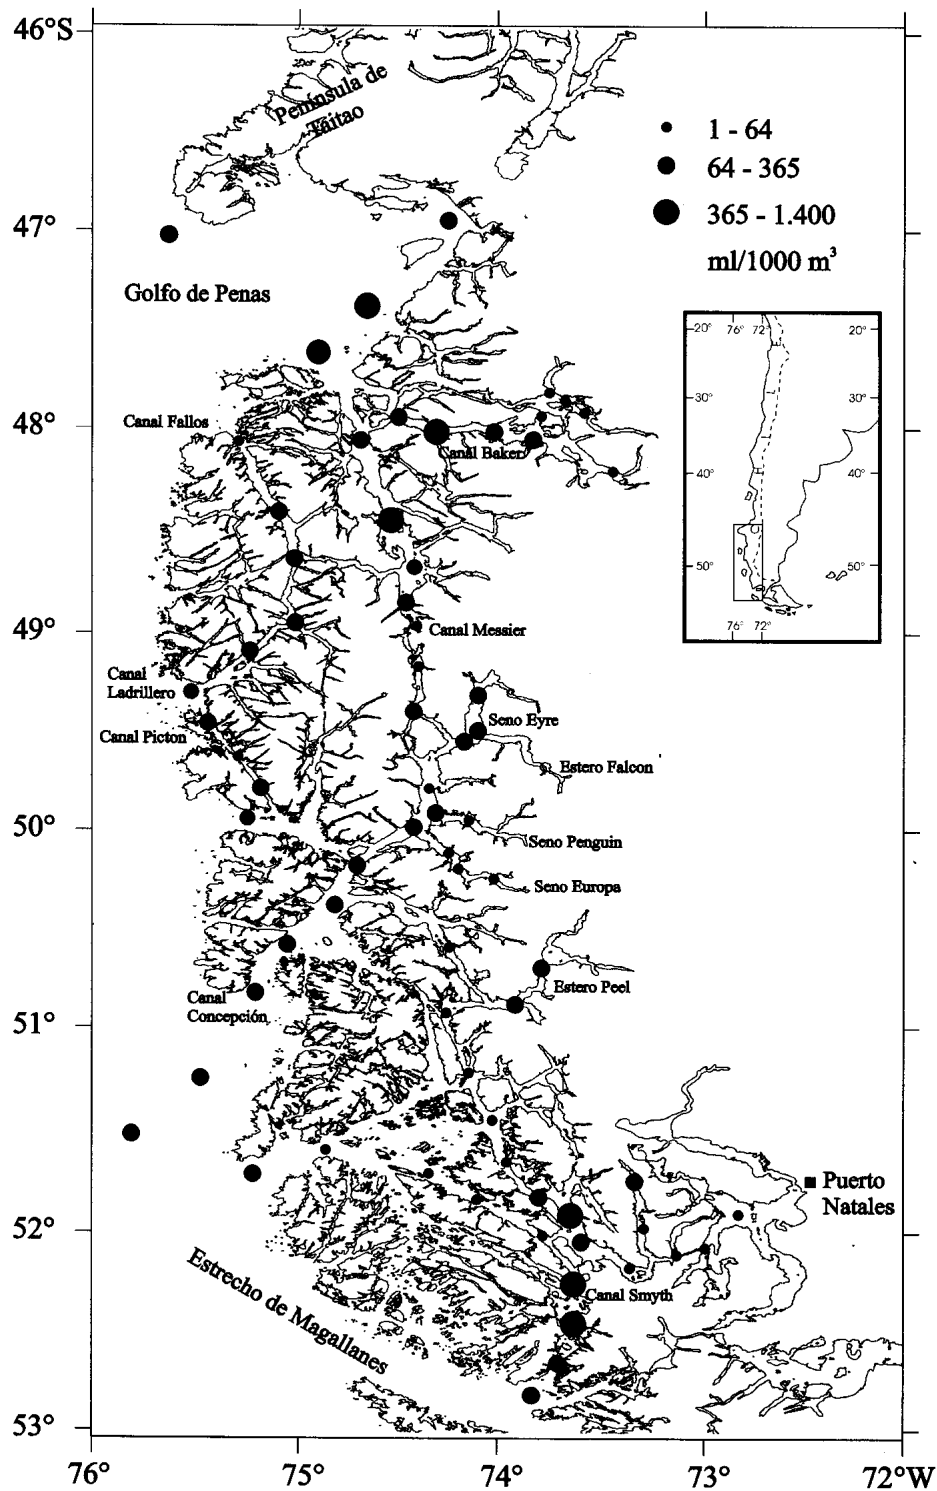 46°S
Península de
Taitao
1 - 64
64 - 365
365 - 1.400
ml/1000 m³
47°
Golfo de Penas
20° 76° 72° 20°
30° 30°
40° 40°
50° 50°
76° 72°
48°
Canal Fallos
Canal Baker
49°
Canal Messier
Canal
Ladrillero
Seno Eyre
Canal Picton
Estero Falcon
50°
Seno Penguin
Seno Europa
Estero Peel
Canal
Concepción
51°
Puerto
Natales
52°
Estrecho de Magallanes
Canal Smyth
53°
76° 75° 74° 73° 72°W